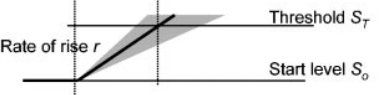 Threshold S_T
Rate of rise r
Start level S_o